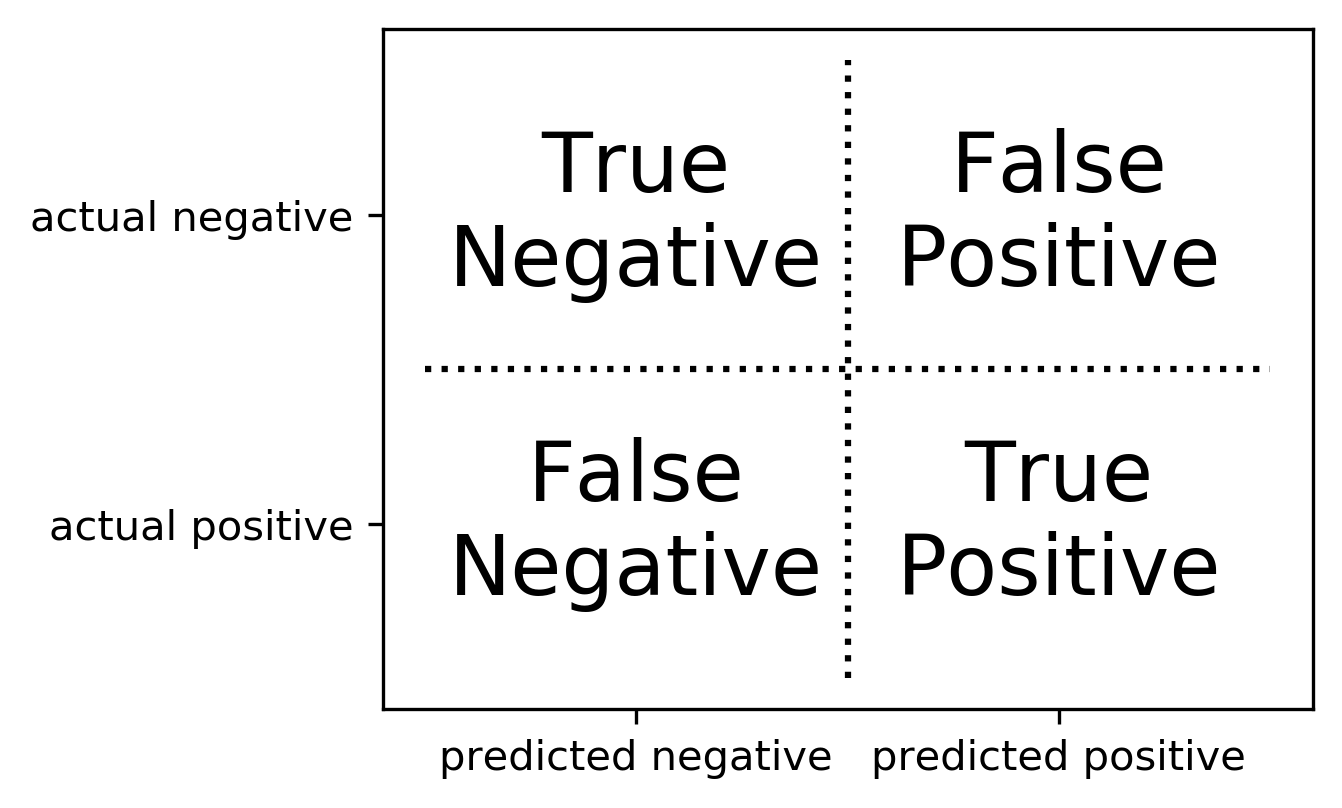 True
Negative
False
Positive
actual negative
False
Negative
True
Positive
actual positive
predicted negative
predicted positive